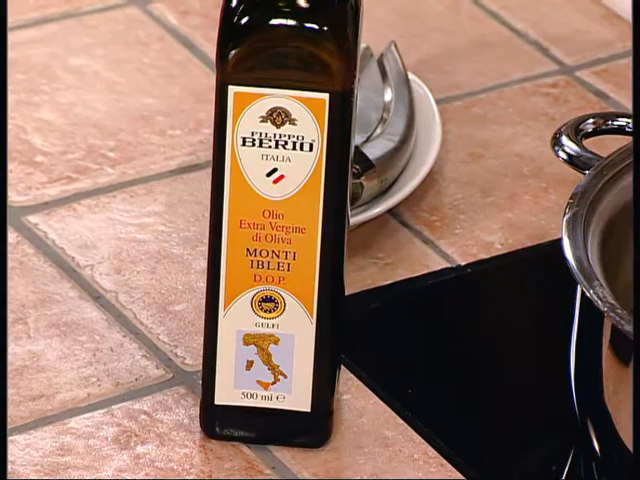 FILIPPO
BERIO
ITALIA
Olio
Extra Vergine
di Oliva
MONTI
IBLEI
D.O.P.
GULFI
500 ml ℮